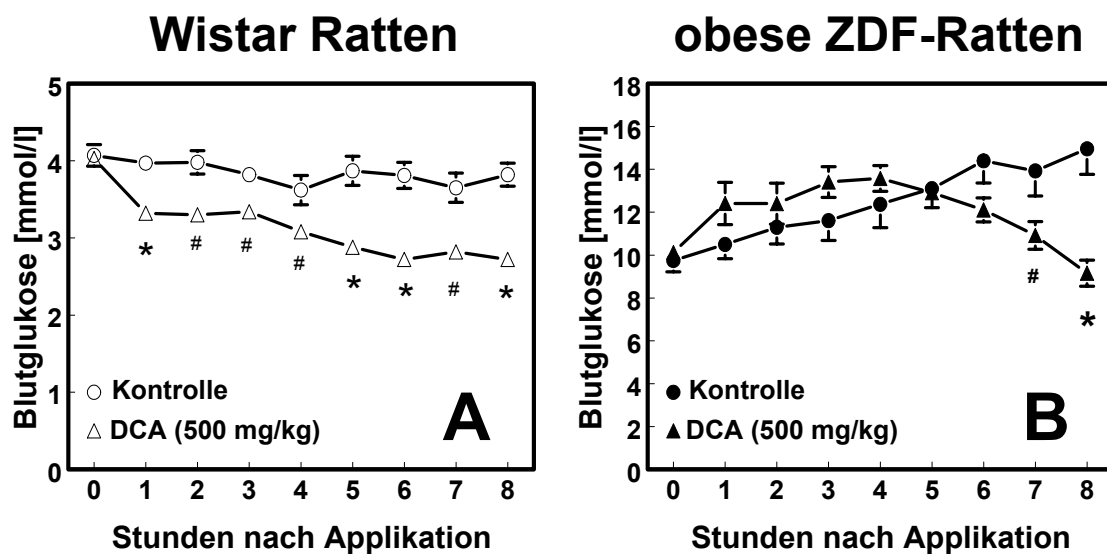 Wistar Ratten
obese ZDF-Ratten
Blutglukose [mmol/l]
5
4
3
2
1
0
* # # # * * # *
Kontrolle
DCA (500 mg/kg)
A
0 1 2 3 4 5 6 7 8
Stunden nach Applikation
Blutglukose [mmol/l]
18
16
14
12
10
8
6
4
2
0
#
*
Kontrolle
DCA (500 mg/kg)
B
0 1 2 3 4 5 6 7 8
Stunden nach Applikation